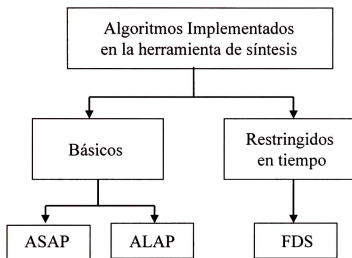 Algoritmos Implementados
en la herramienta de síntesis
Básicos
Restringidos
en tiempo
ASAP
ALAP
FDS